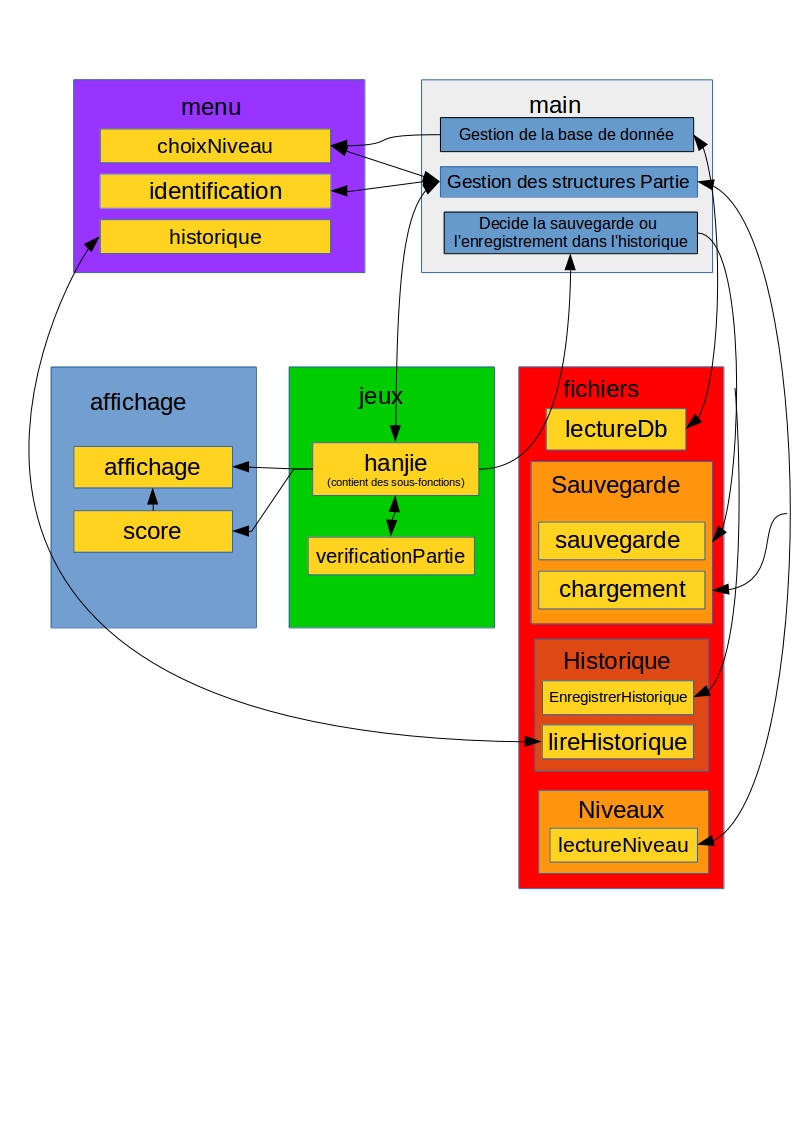 menu
choixNiveau
identification
historique
main
Gestion de la base de donnée
Gestion des structures Partie
Decide la sauvegarde ou
l'enregistrement dans l'historique
affichage
affichage
score
jeux
hanjie
(contient des sous-fonctions)
verificationPartie
fichiers
lectureDb
Sauvegarde
sauvegarde
chargement
Historique
EnregistrerHistorique
lireHistorique
Niveaux
lectureNiveau